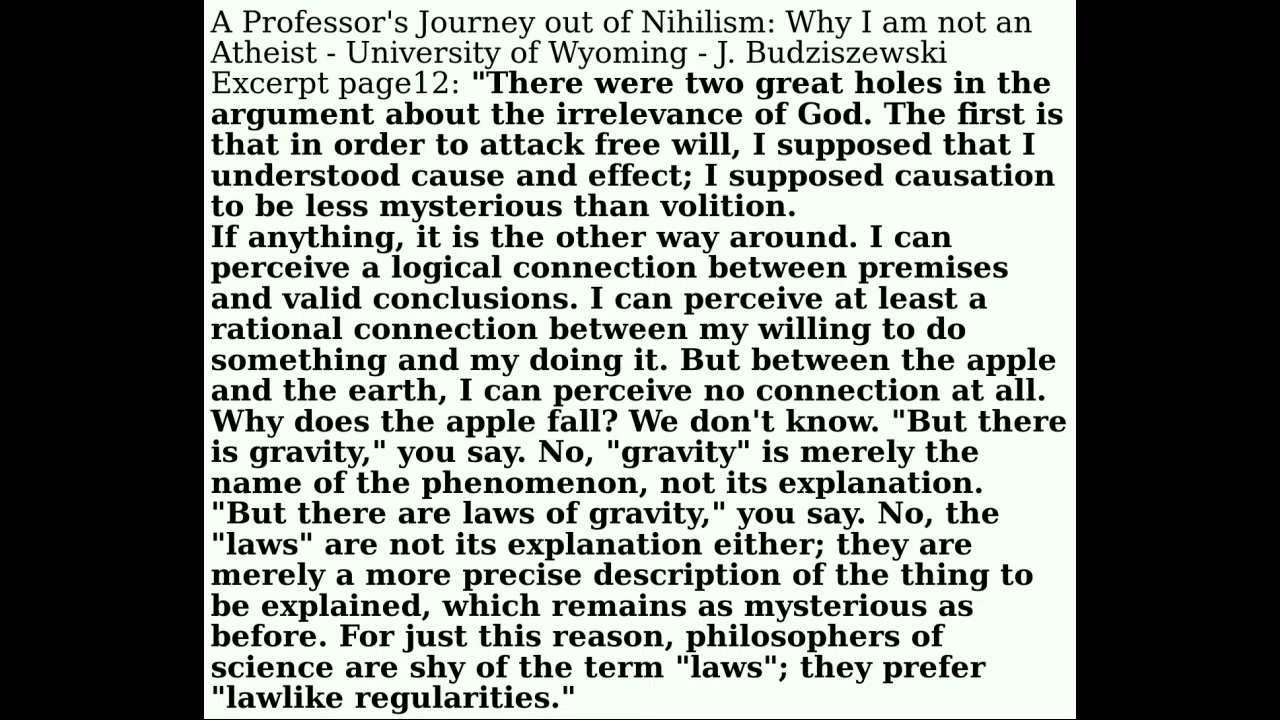 A Professor's Journey out of Nihilism: Why I am not an
Atheist - University of Wyoming - J. Budziszewski
Excerpt page12: "There were two great holes in the
argument about the irrelevance of God. The first is
that in order to attack free will, I supposed that I
understood cause and effect; I supposed causation
to be less mysterious than volition.
If anything, it is the other way around. I can
perceive a logical connection between premises
and valid conclusions. I can perceive at least a
rational connection between my willing to do
something and my doing it. But between the apple
and the earth, I can perceive no connection at all.
Why does the apple fall? We don't know. "But there
is gravity," you say. No, "gravity" is merely the
name of the phenomenon, not its explanation.
"But there are laws of gravity," you say. No, the
"laws" are not its explanation either; they are
merely a more precise description of the thing to
be explained, which remains as mysterious as
before. For just this reason, philosophers of
science are shy of the term "laws"; they prefer
"lawlike regularities."